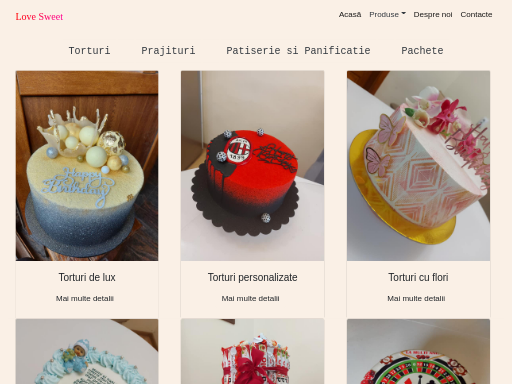 Love Sweet
Acasă Produse Despre noi Contacte
Torturi Prajituri Patiserie si Panificatie Pachete
Happy
Birthday
1899
Torturi de lux
Torturi personalizate
Torturi cu flori
Mai multe detalii
Mai multe detalii
Mai multe detalii